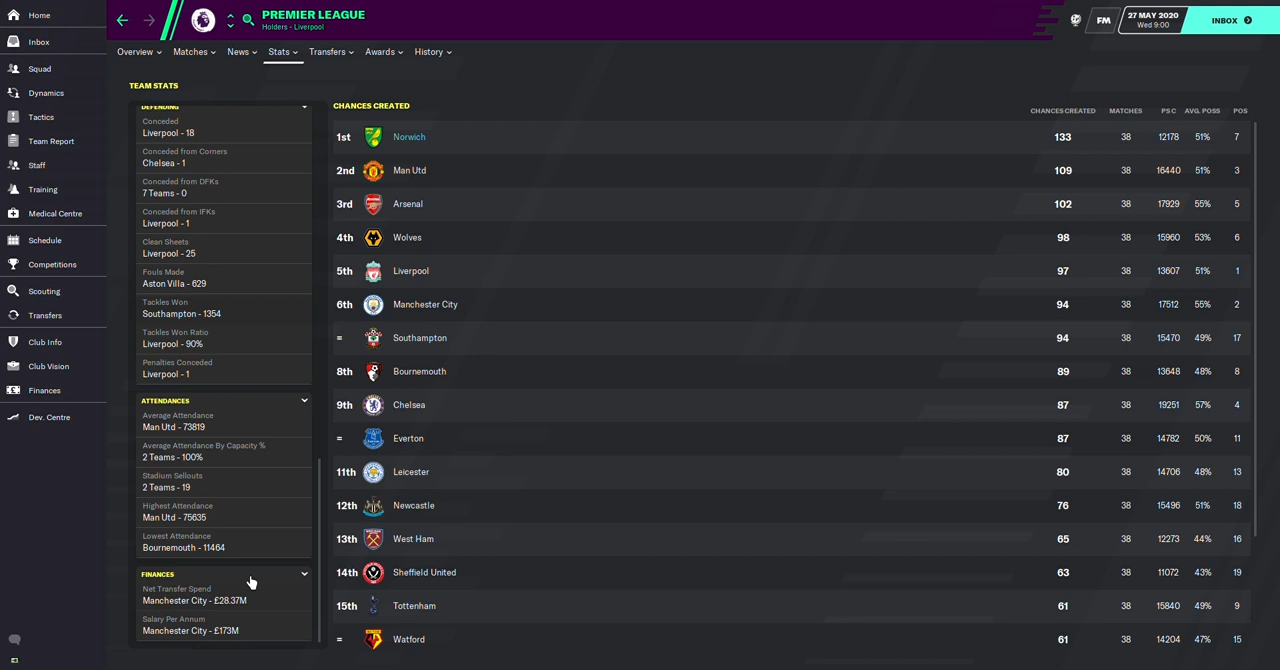 Home
Inbox
Squad
Dynamics
Tactics
Team Report
Staff
Training
Medical Centre
Schedule
Competitions
Scouting
Transfers
Club Info
Club Vision
Finances
Dev. Centre
PREMIER LEAGUE
Holders - Liverpool
FM
27 MAY 2020
Wed 9:00
INBOX
Overview Matches News Stats Transfers Awards History
TEAM STATS
DEFENDING
Conceded
Liverpool - 18
Conceded from Corners
Chelsea - 1
Conceded from DFKs
7 Teams - 0
Conceded from IFKs
Liverpool - 1
Clean Sheets
Liverpool - 25
Fouls Made
Aston Villa - 629
Tackles Won
Southampton - 1354
Tackles Won Ratio
Liverpool - 90%
Penalties Conceded
Liverpool - 1
ATTENDANCES
Average Attendance
Man Utd - 73819
Average Attendance By Capacity %
2 Teams - 100%
Stadium Sellouts
2 Teams - 19
Highest Attendance
Man Utd - 75635
Lowest Attendance
Bournemouth - 11464
FINANCES
Net Transfer Spend
Manchester City - £28.37M
Salary Per Annum
Manchester City - £173M
CHANCES CREATED
CHANCES CREATED MATCHES PS C AVG. POSS POS
1st Norwich 133 38 12178 51% 7
2nd Man Utd 109 38 16440 51% 3
3rd Arsenal 102 38 17929 55% 5
4th Wolves 98 38 15960 53% 6
5th Liverpool 97 38 13607 51% 1
6th Manchester City 94 38 17512 55% 2
= Southampton 94 38 15470 49% 17
8th Bournemouth 89 38 13648 48% 8
9th Chelsea 87 38 19251 57% 4
= Everton 87 38 14782 50% 11
11th Leicester 80 38 14706 48% 13
12th Newcastle 76 38 15496 51% 18
13th West Ham 65 38 12273 44% 16
14th Sheffield United 63 38 11072 43% 19
15th Tottenham 61 38 15840 49% 9
= Watford 61 38 14204 47% 15